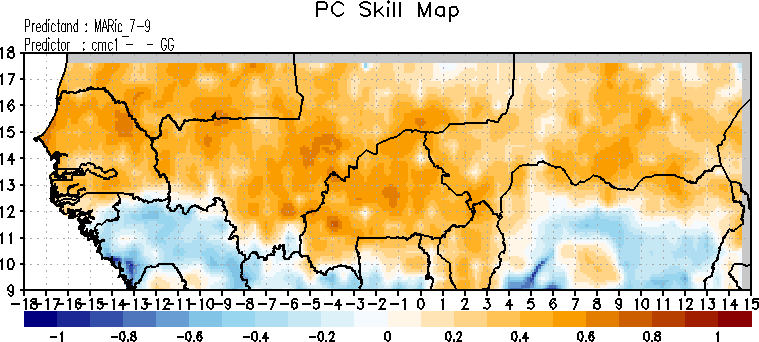 PC Skill Map
Predictand : MARic_7-9
Predictor : cmc1_- - GG
18
17
16
15
14
13
12
11
10
9
-18 -17 -16 -15 -14 -13 -12 -11 -10 -9 -8 -7 -6 -5 -4 -3 -2 -1 0 1 2 3 4 5 6 7 8 9 10 11 12 13 14 15
-1 -0.8 -0.6 -0.4 -0.2 0 0.2 0.4 0.6 0.8 1